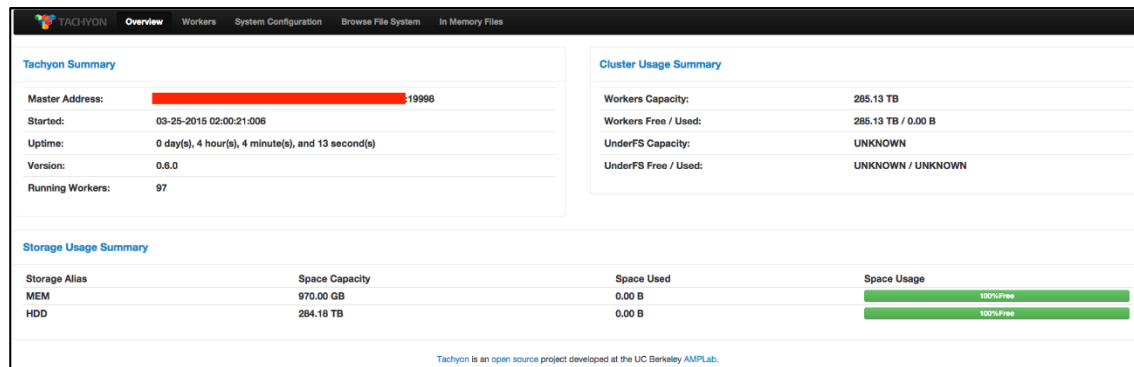 TACHYON Overview Workers System Configuration Browse File System In Memory Files
Tachyon Summary
Master Address: :19998
Started: 03-25-2015 02:00:21:006
Uptime: 0 day(s), 4 hour(s), 4 minute(s), and 13 second(s)
Version: 0.6.0
Running Workers: 97
Cluster Usage Summary
Workers Capacity: 285.13 TB
Workers Free / Used: 285.13 TB / 0.00 B
UnderFS Capacity: UNKNOWN
UnderFS Free / Used: UNKNOWN / UNKNOWN
Storage Usage Summary
Storage Alias Space Capacity Space Used Space Usage
MEM 970.00 GB 0.00 B 100%Free
HDD 284.18 TB 0.00 B 100%Free
Tachyon is an open source project developed at the UC Berkeley AMPLab.